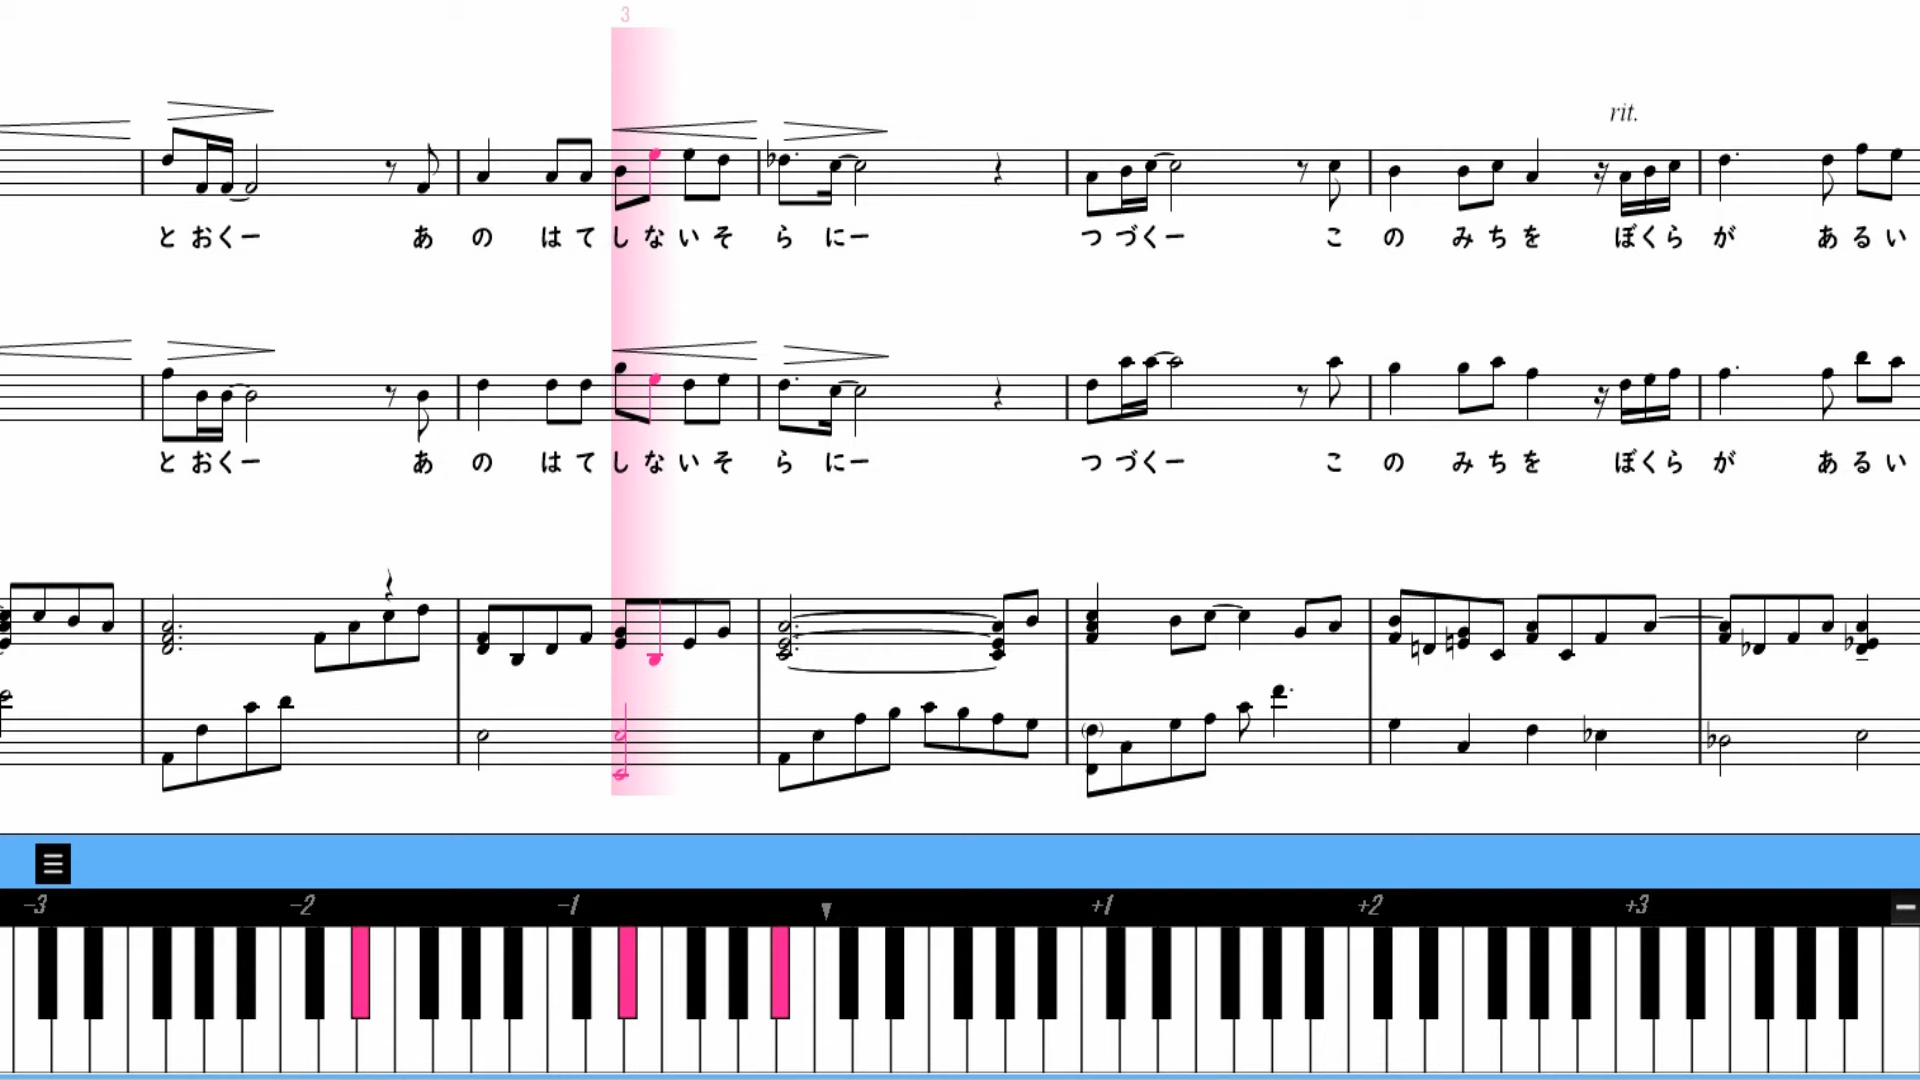 3
rit.
と おくー あ の は て し な い そ ら にー つ づくー こ の み ち を ぼくら が あ る い
と おくー あ の は て し な い そ ら にー つ づくー こ の み ち を ぼくら が あ る い
-3 -2 -1 +1 +2 +3